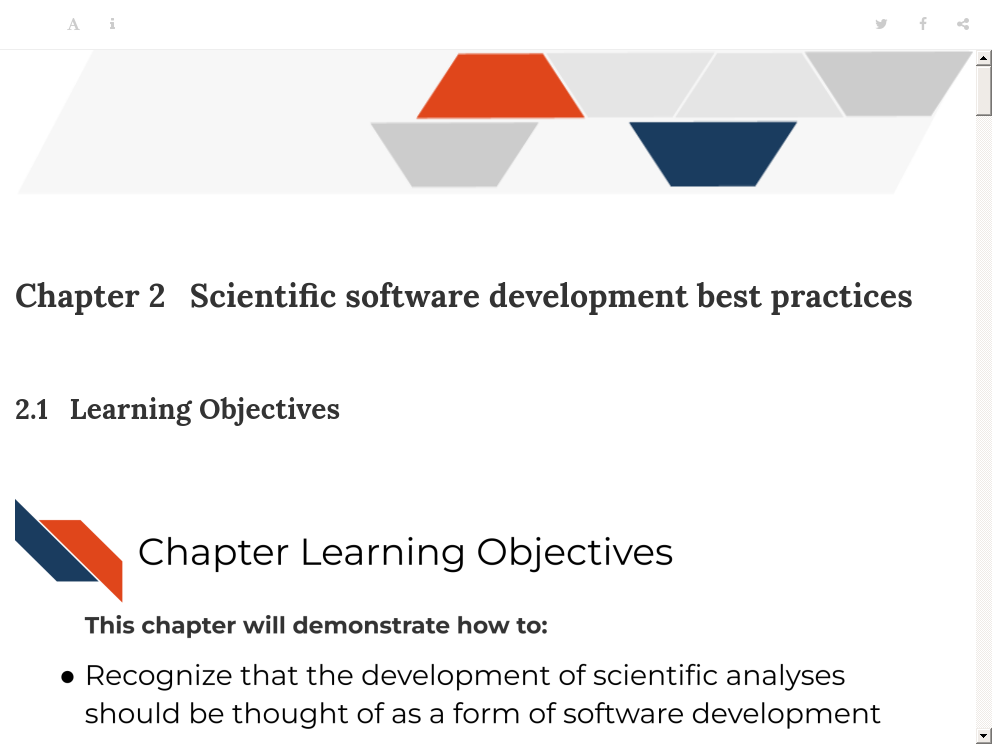 A i
Chapter 2 Scientific software development best practices
2.1 Learning Objectives
Chapter Learning Objectives
This chapter will demonstrate how to:
● Recognize that the development of scientific analyses
should be thought of as a form of software development